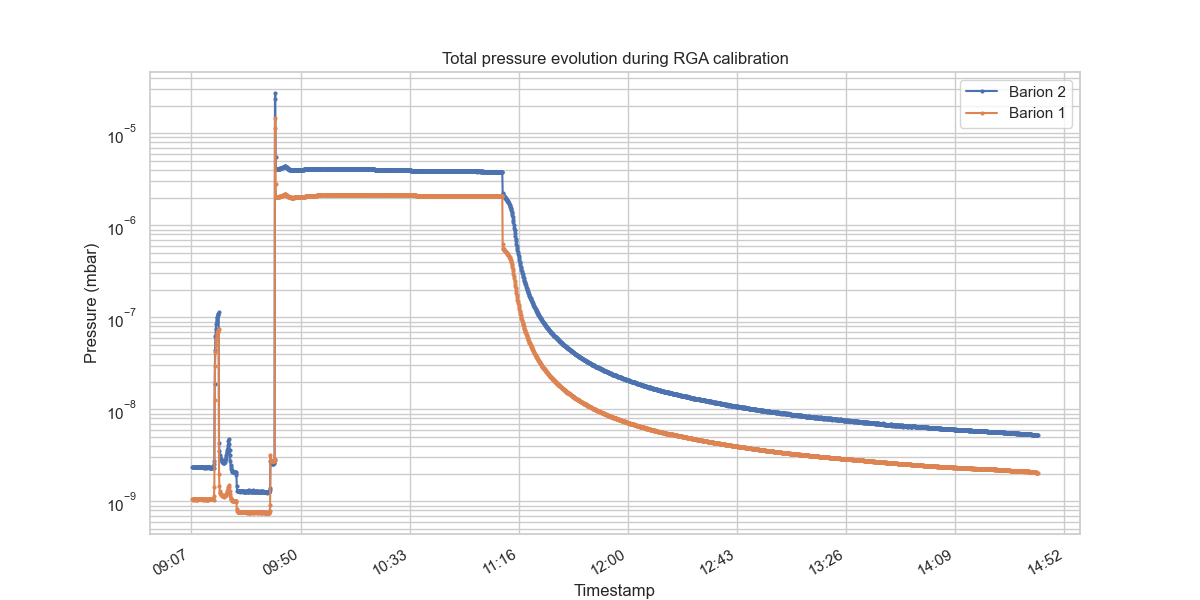 Total pressure evolution during RGA calibration
Barion 2
Barion 1
Pressure (mbar)
10⁻⁵
10⁻⁶
10⁻⁷
10⁻⁸
10⁻⁹
09:07
09:50
10:33
11:16
12:00
12:43
13:26
14:09
14:52
Timestamp